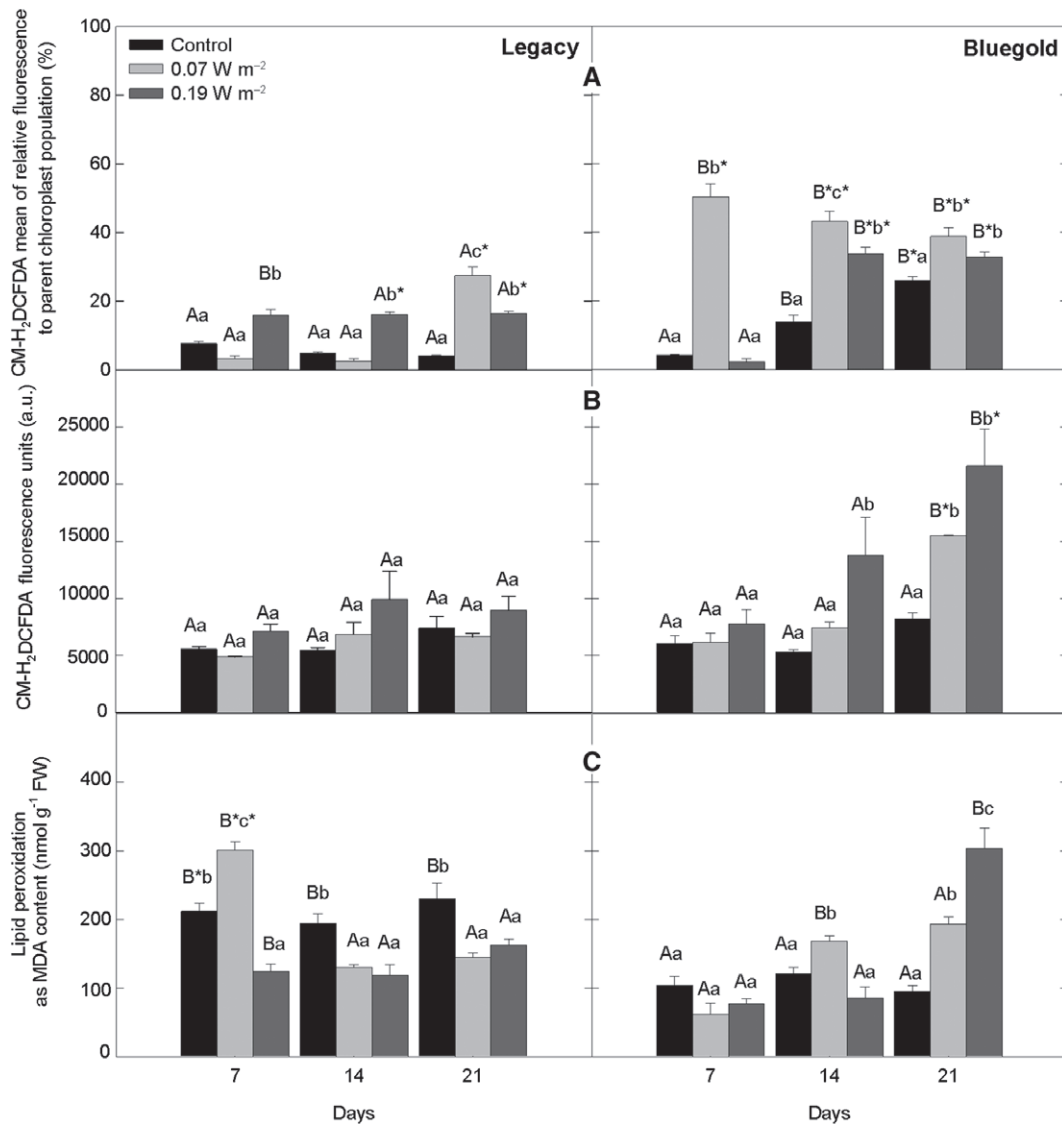 CM-H₂DCFDA mean of relative fluorescence
to parent chloroplast population (%)
100
80
60
40
20
0
Control
0.07 W m⁻²
0.19 W m⁻²
Legacy
A
Bluegold
Aa Aa Bb Aa Aa Ab* Aa Ac* Ab*
Aa Bb* Aa Ba B*c* B*b* B*a B*b* B*b
CM-H₂DCFDA fluorescence units (a.u.)
25000
20000
15000
10000
5000
0
B
Aa Aa Aa Aa Aa Aa Aa Aa Aa
Aa Aa Aa Aa Aa Ab Aa B*b Bb*
Lipid peroxidation
as MDA content (nmol g⁻¹ FW)
400
300
200
100
0
C
B*b B*c* Ba Bb Aa Aa Bb Aa Aa
Aa Aa Aa Aa Bb Aa Aa Ab Bc
7 14 21 7 14 21
Days Days